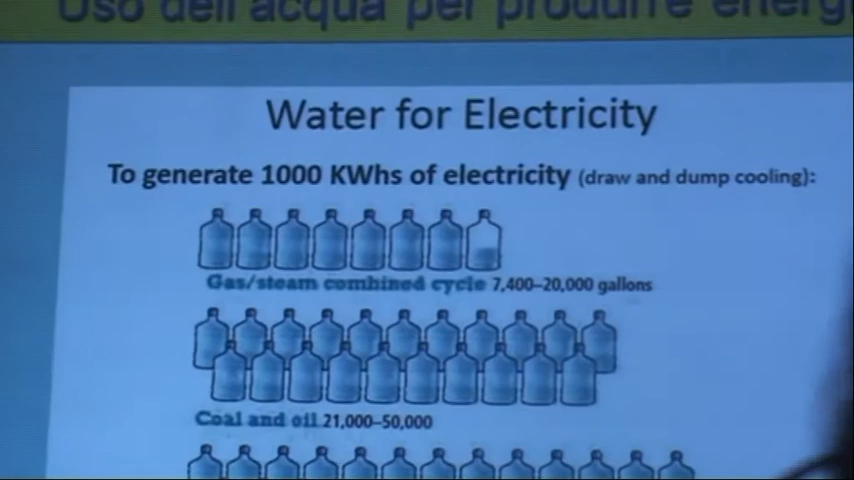 Uso dell'acqua per produrre energi
Water for Electricity
To generate 1000 KWhs of electricity (draw and dump cooling):
Gas/steam combined cycle 7,400–20,000 gallons
Coal and oil 21,000–50,000